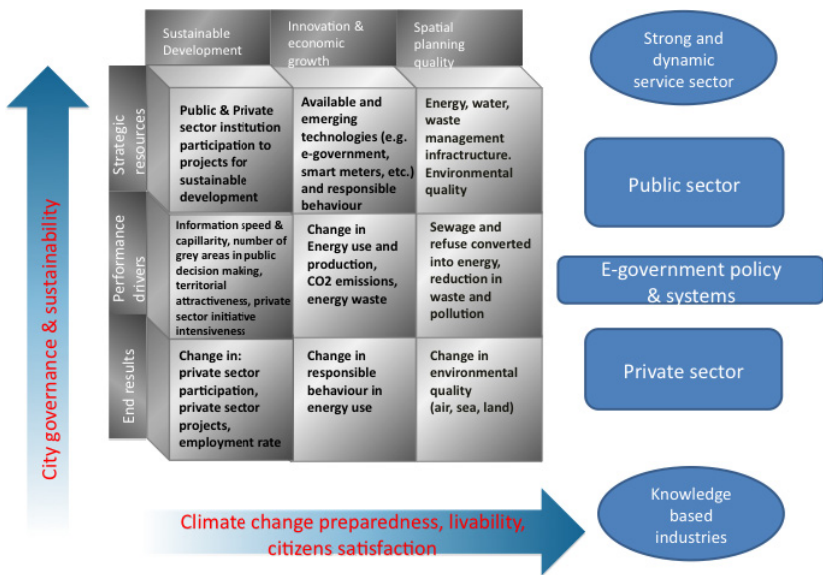 Sustainable
Development
Innovation &
economic
growth
Spatial
planning
quality
Strategic
resources
Public & Private
sector institution
participation to
projects for
sustainable
development
Available and
emerging
technologies (e.g.
e-government,
smart meters, etc.)
and responsible
behaviour
Energy, water,
waste
management
infractructure.
Environmental
quality
Performance
drivers
Information speed &
capillarity, number of
grey areas in public
decision making,
territorial
attractiveness, private
sector initiative
intensiveness
Change in
Energy use and
production,
CO2 emissions,
energy waste
Sewage and
refuse converted
into energy,
reduction in
waste and
pollution
End results
Change in:
private sector
participation,
private sector
projects,
employment rate
Change in
responsible
behaviour in
energy use
Change in
environmental
quality
(air, sea, land)
City governance & sustainability
Climate change preparedness, livability,
citizens satisfaction
Strong and
dynamic
service sector
Public sector
E-government policy
& systems
Private sector
Knowledge
based
industries